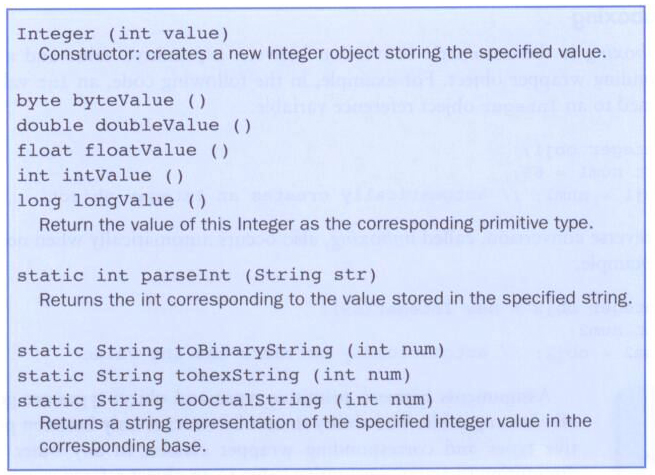 Integer (int value)
Constructor: creates a new Integer object storing the specified value.
byte byteValue ()
double doubleValue ()
float floatValue ()
int intValue ()
long longValue ()
Return the value of this Integer as the corresponding primitive type.
static int parseInt (String str)
Returns the int corresponding to the value stored in the specified string.
static String toBinaryString (int num)
static String tohexString (int num)
static String toOctalString (int num)
Returns a string representation of the specified integer value in the
corresponding base.